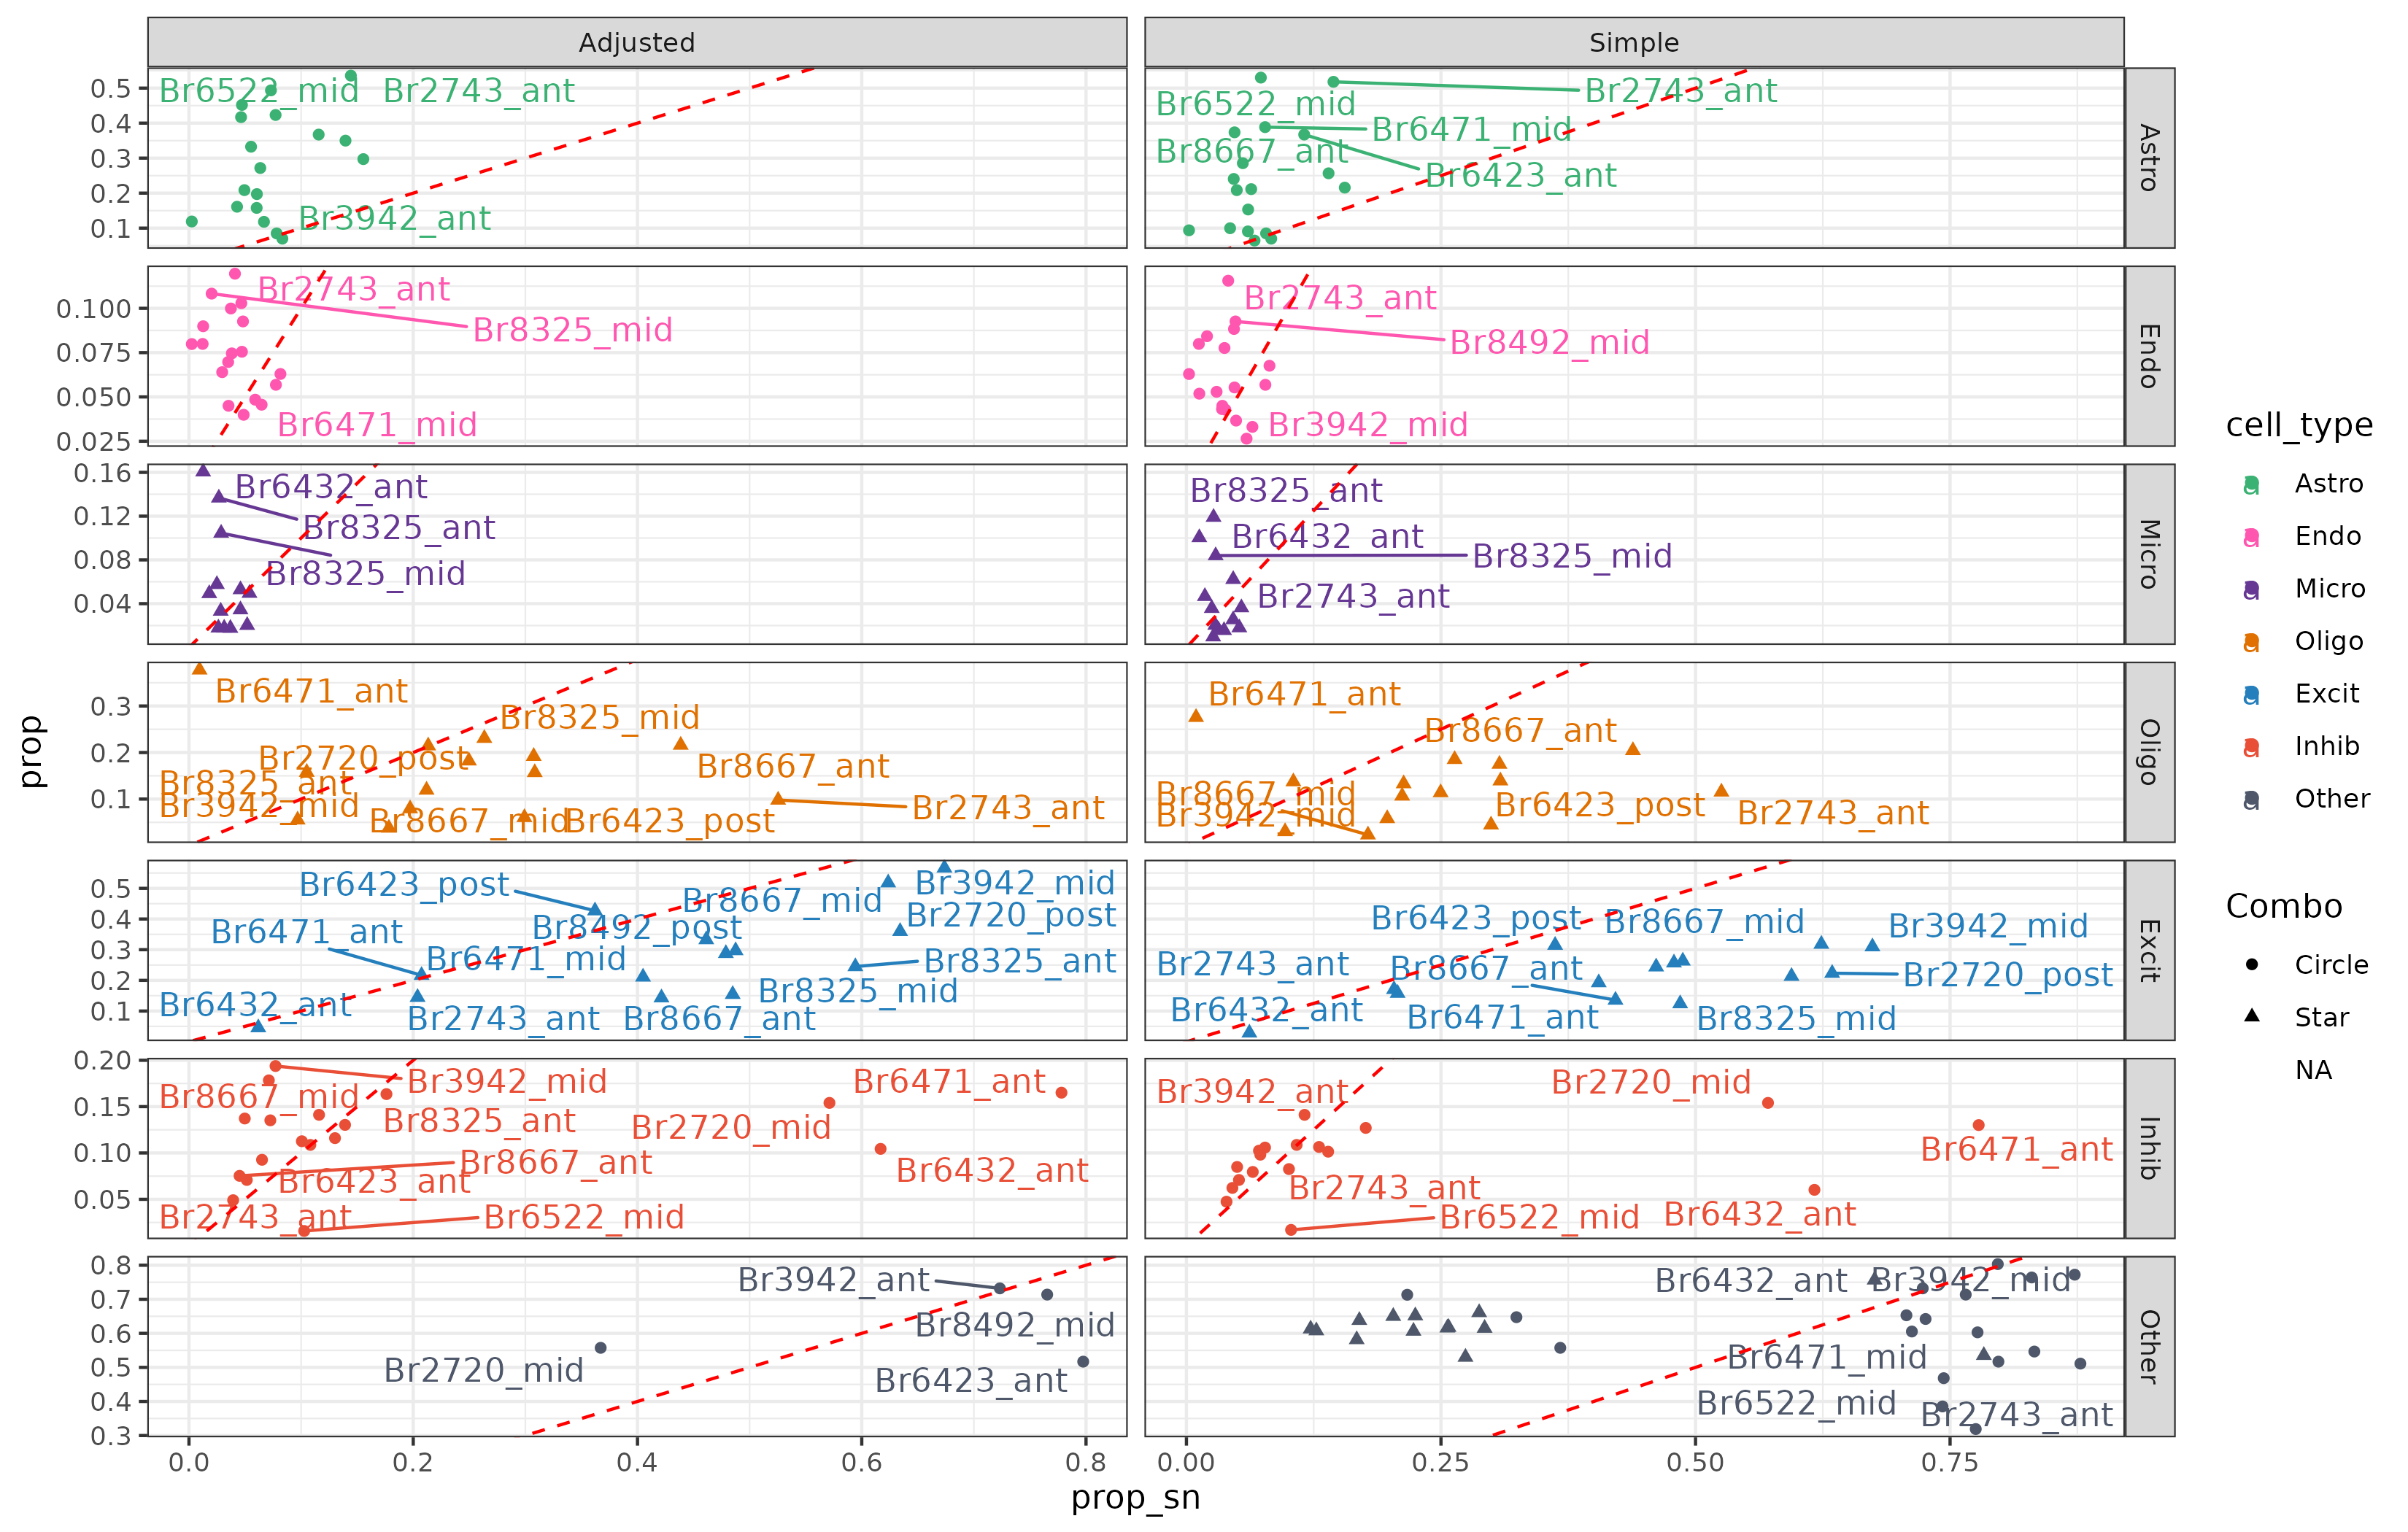 Adjusted
Simple
Br6522_mid Br2743_ant
Br3942_ant
0.5
0.4
0.3
0.2
0.1
Br2743_ant
Br6522_mid
Br6471_mid
Br8667_ant
Br6423_ant
Astro
Br2743_ant
Br8325_mid
Br6471_mid
0.100
0.075
0.050
0.025
Br2743_ant
Br8492_mid
Br3942_mid
Endo
Br6432_ant
Br8325_ant
Br8325_mid
0.16
0.12
0.08
0.04
Br8325_ant
Br6432_ant
Br8325_mid
Br2743_ant
Micro
Br6471_ant
Br8325_mid
Br2720_post
Br8667_ant
Br8325_ant
Br3942_mid
Br8667_mid
Br6423_post
Br2743_ant
0.3
0.2
0.1
Br6471_ant
Br8667_ant
Br8667_mid
Br3942_mid
Br6423_post
Br2743_ant
Oligo
Br6423_post
Br8667_mid
Br3942_mid
Br8492_post
Br2720_post
Br6471_ant
Br6471_mid
Br8325_ant
Br6432_ant
Br8325_mid
Br2743_ant
Br8667_ant
0.5
0.4
0.3
0.2
0.1
Br6423_post
Br8667_mid
Br3942_mid
Br2743_ant
Br8667_ant
Br2720_post
Br6432_ant
Br6471_ant
Br8325_mid
Excit
Br3942_mid
Br8667_mid
Br6471_ant
Br8325_ant
Br2720_mid
Br8667_ant
Br6423_ant
Br6432_ant
Br2743_ant
Br6522_mid
0.20
0.15
0.10
0.05
Br3942_ant
Br2720_mid
Br6471_ant
Br2743_ant
Br6522_mid
Br6432_ant
Inhib
Br3942_ant
Br8492_mid
Br2720_mid
Br6423_ant
0.8
0.7
0.6
0.5
0.4
0.3
Br6432_ant
Br3942_mid
Br6471_mid
Br6522_mid
Br2743_ant
Other
0.0
0.2
0.4
0.6
0.8
0.00
0.25
0.50
0.75
prop_sn
prop
cell_type
a Astro
a Endo
a Micro
a Oligo
a Excit
a Inhib
a Other
Combo
Circle
Star
NA